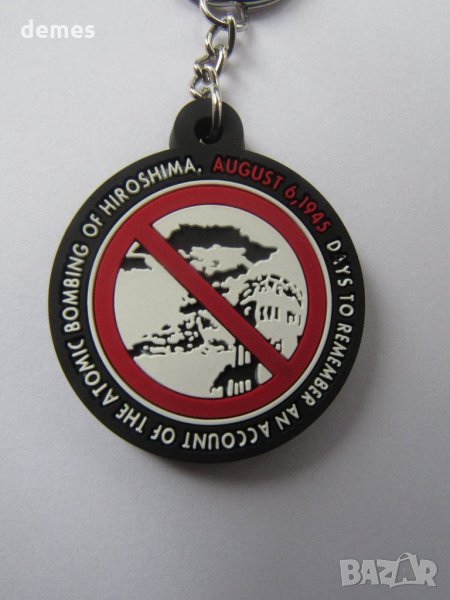 demes
DAYS TO REMEMBER AN ACCOUNT OF THE ATOMIC BOMBING OF HIROSHIMA, AUGUST 6,1945
BAZAR